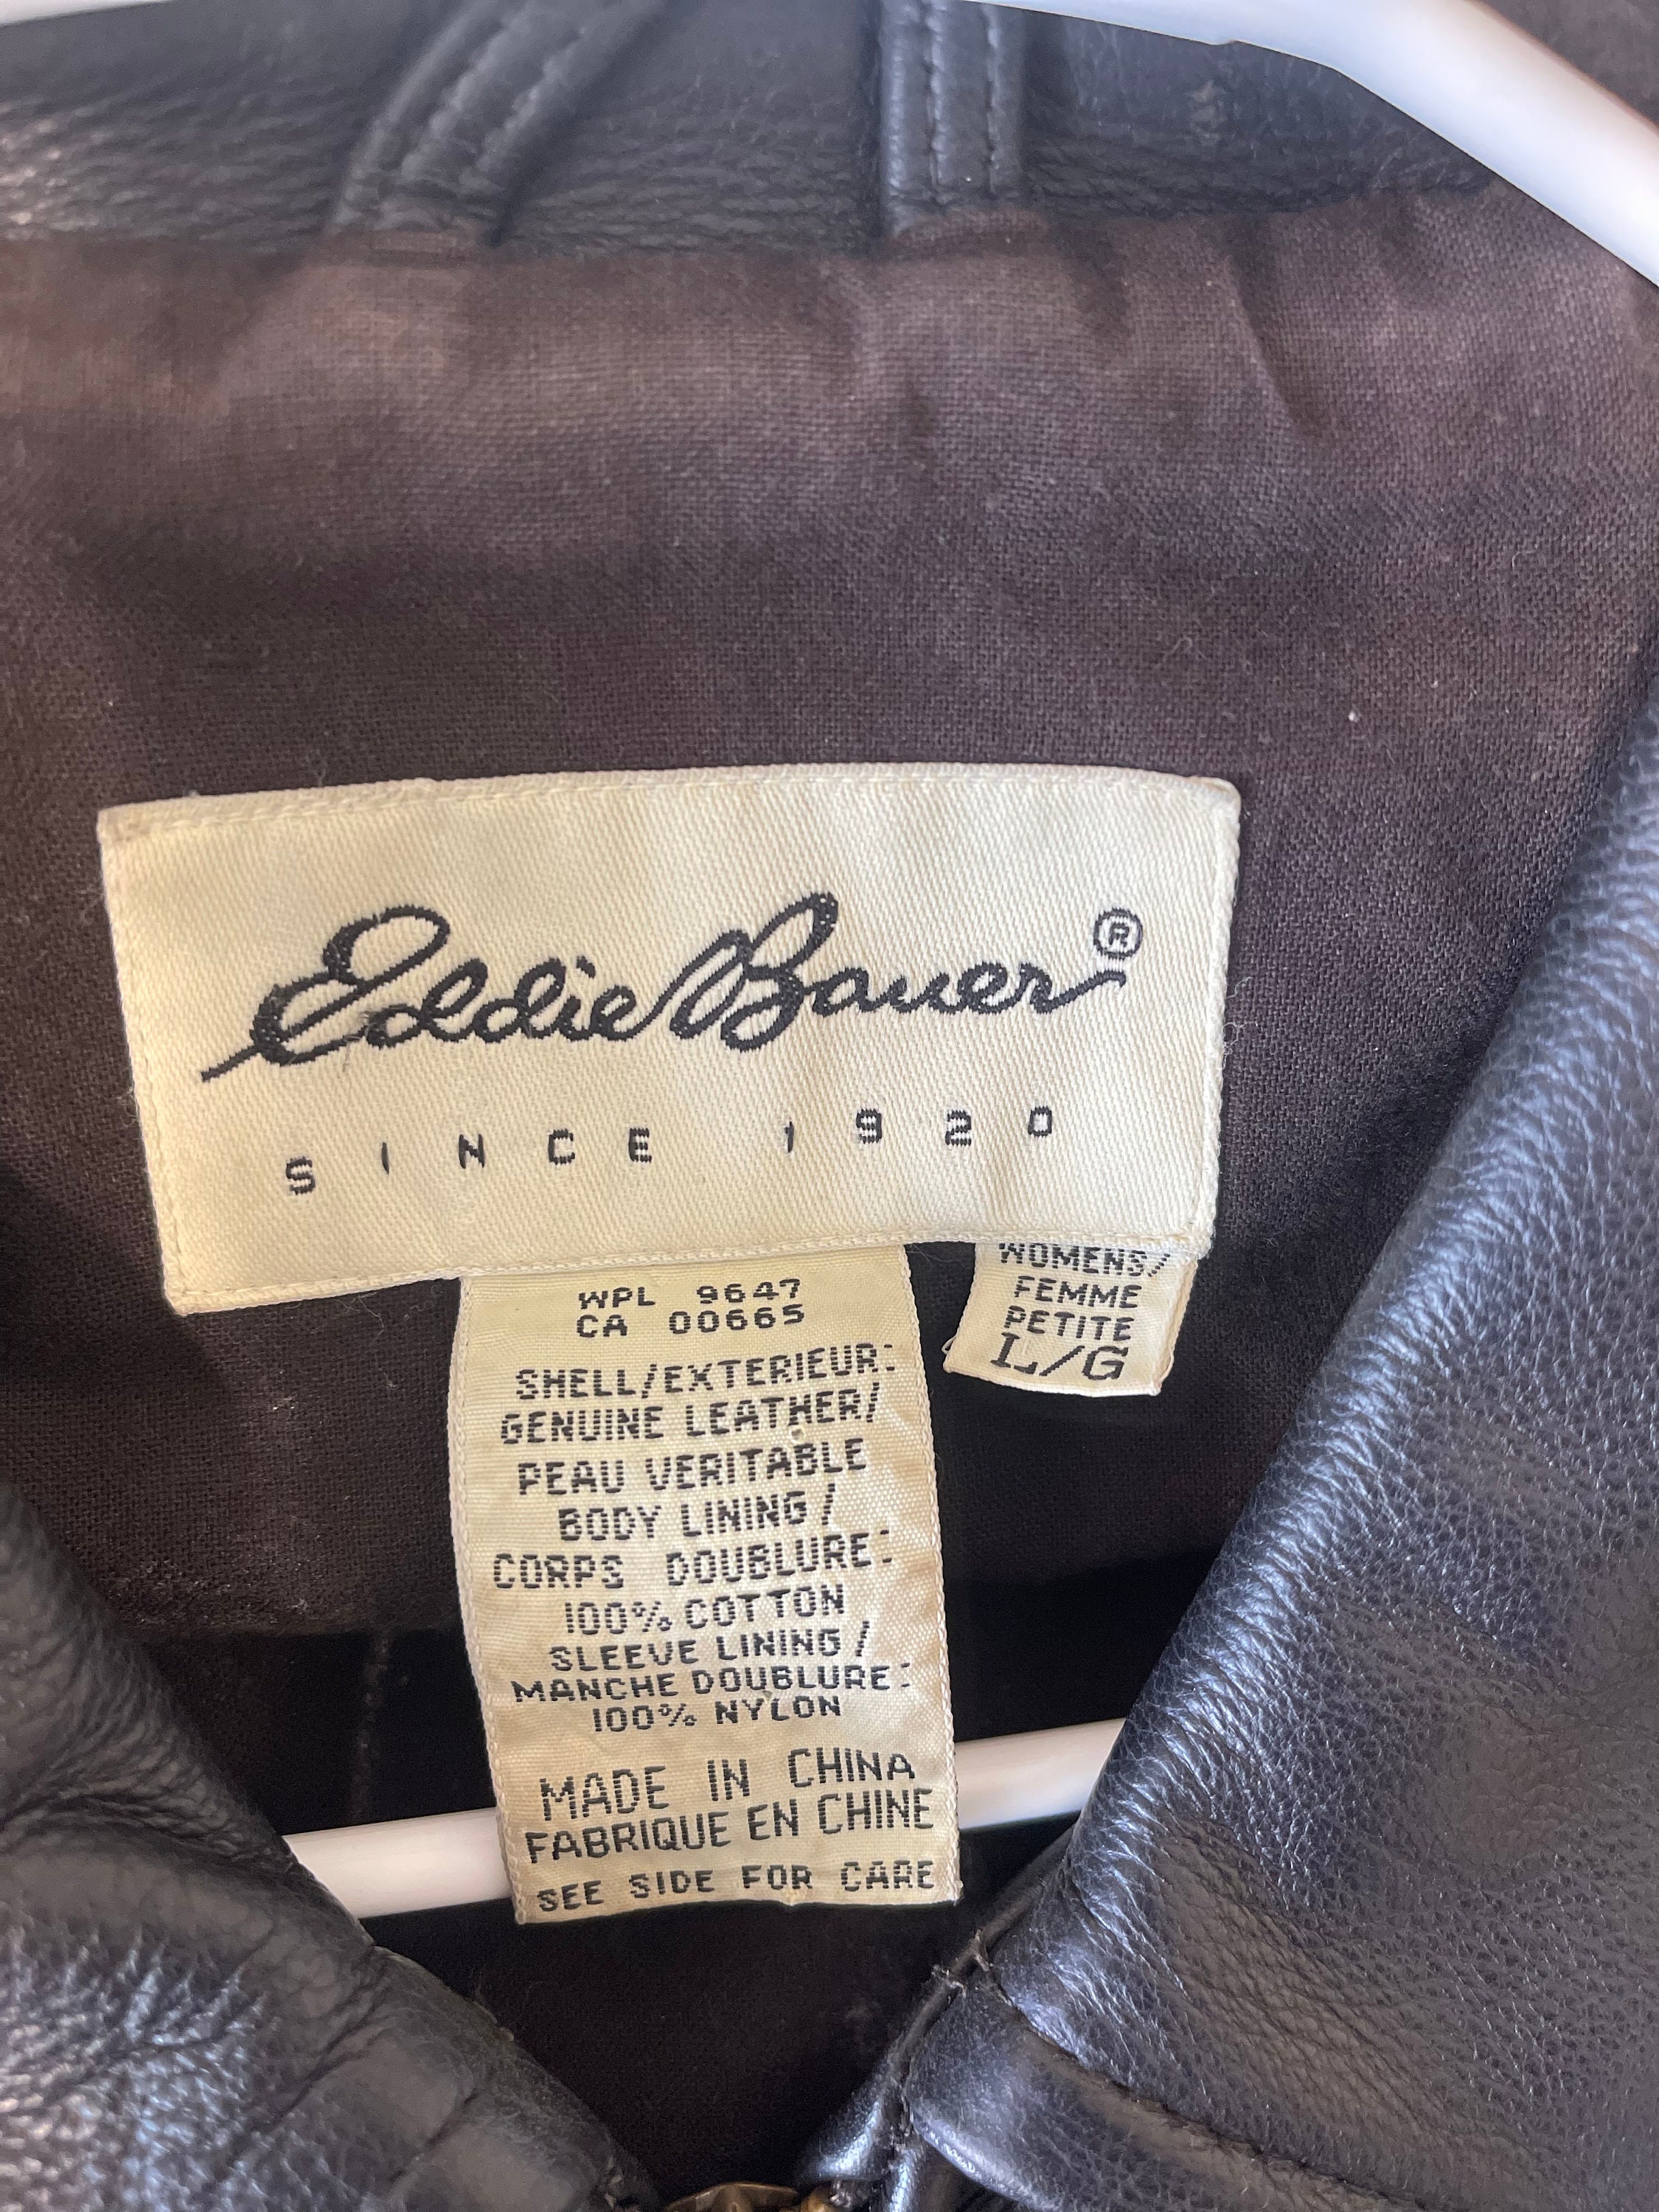 Eddie Bauer®
SINCE 1920
WOMENS/
FEMME
PETITE
L/G
WPL 9647
CA 00665
SHELL/EXTERIEUR:
GENUINE LEATHER/
PEAU VERITABLE
BODY LINING/
CORPS DOUBLURE:
100% COTTON
SLEEVE LINING/
MANCHE DOUBLURE:
100% NYLON
MADE IN CHINA
FABRIQUE EN CHINE
SEE SIDE FOR CARE